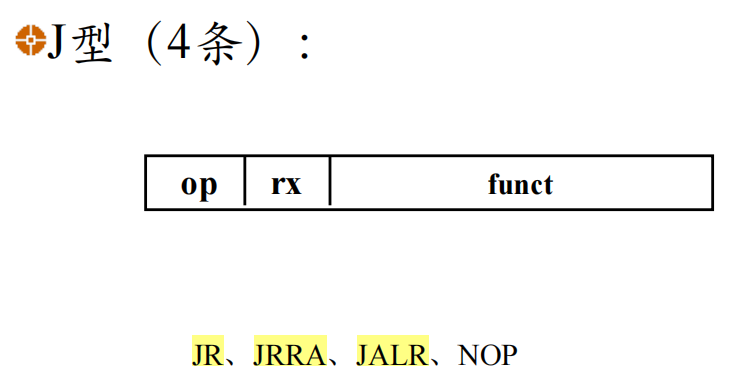 J型（4条）：
op rx funct
JR、JRRA、JALR、NOP